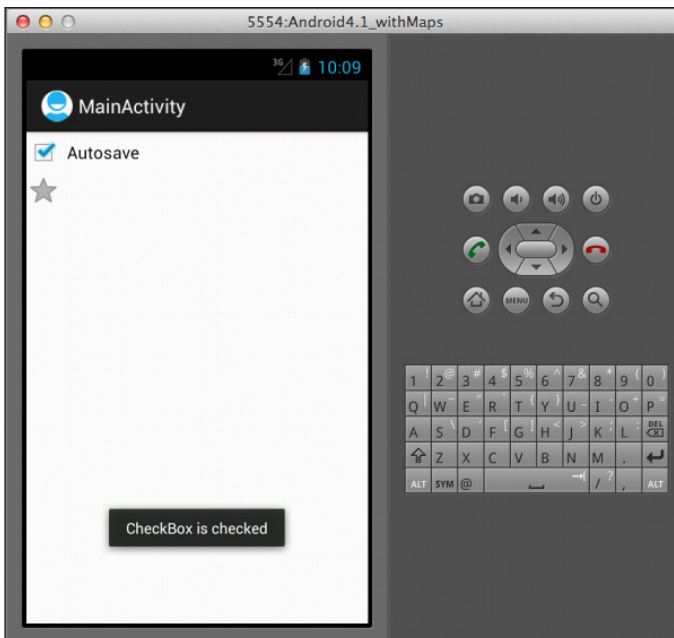 5554:Android4.1_withMaps
3G 10:09
MainActivity
Autosave
CheckBox is checked
MENU
1 ! 2 @ 3 # 4 $ 5 % 6 ^ 7 & 8 * 9 ( 0 )
Q | W ~ E " R ` T { Y } U - I O + P =
A S \ D ' F [ G ] H < J > K ; L : DEL
Z X C V B N M .
ALT SYM @ / ? , ALT